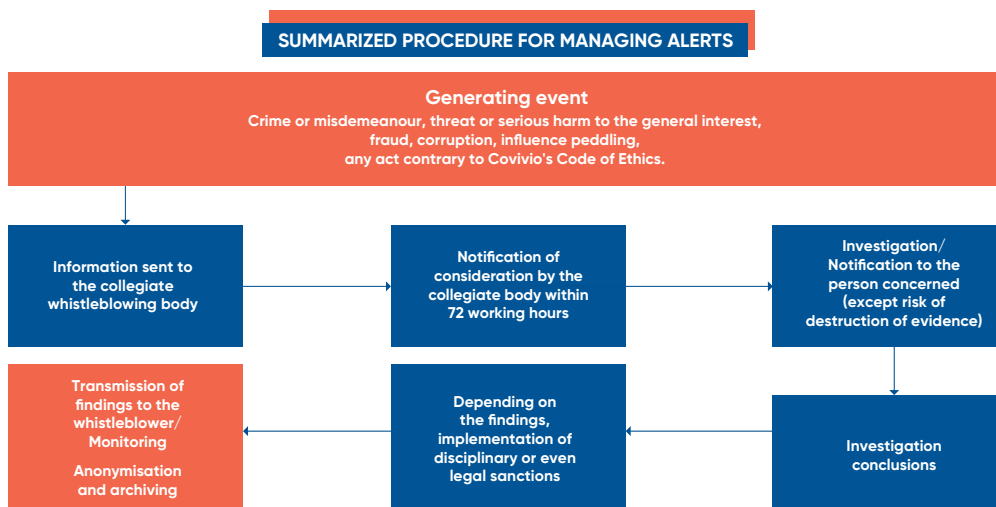 SUMMARIZED PROCEDURE FOR MANAGING ALERTS
Generating event
Crime or misdemeanour, threat or serious harm to the general interest,
fraud, corruption, influence peddling,
any act contrary to Covivio's Code of Ethics.
Information sent to
the collegiate
whistleblowing body
Notification of
consideration by the
collegiate body within
72 working hours
Investigation/
Notification to the
person concerned
(except risk of
destruction of evidence)
Investigation
conclusions
Depending on
the findings,
implementation of
disciplinary or even
legal sanctions
Transmission of
findings to the
whistleblower/
Monitoring
Anonymisation
and archiving